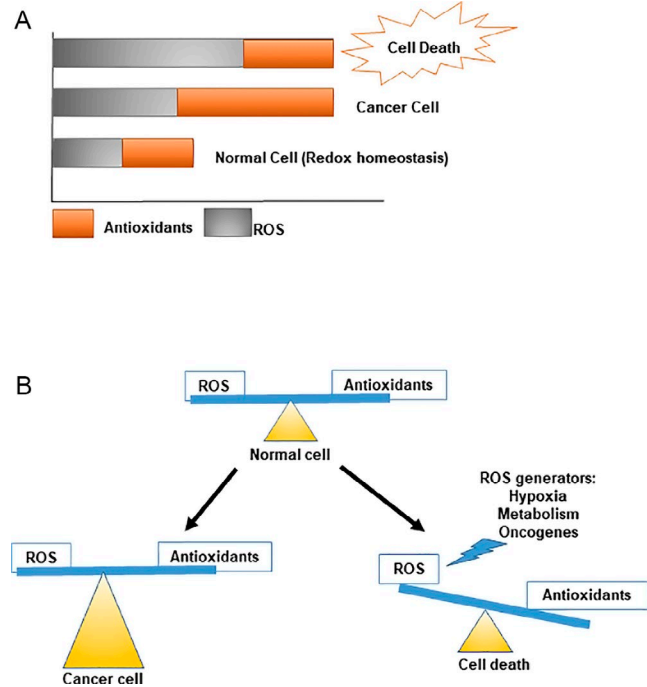 A
Cell Death
Cancer Cell
Normal Cell (Redox homeostasis)
Antioxidants
ROS
B
ROS
Antioxidants
Normal cell
ROS generators:
Hypoxia
Metabolism
Oncogenes
ROS
Antioxidants
Cancer cell
ROS
Antioxidants
Cell death